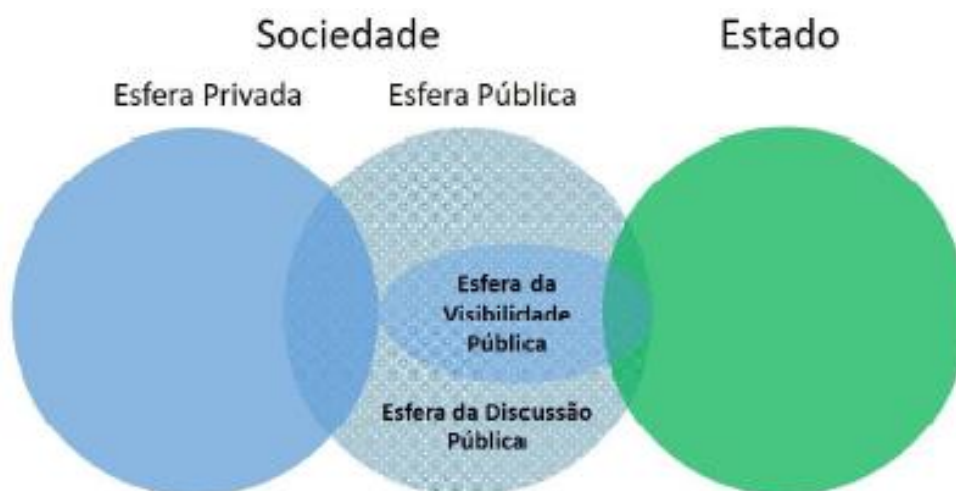 Sociedade
Estado
Esfera Privada
Esfera Pública
Esfera da
Visibilidade
Pública
Esfera da Discussão
Pública